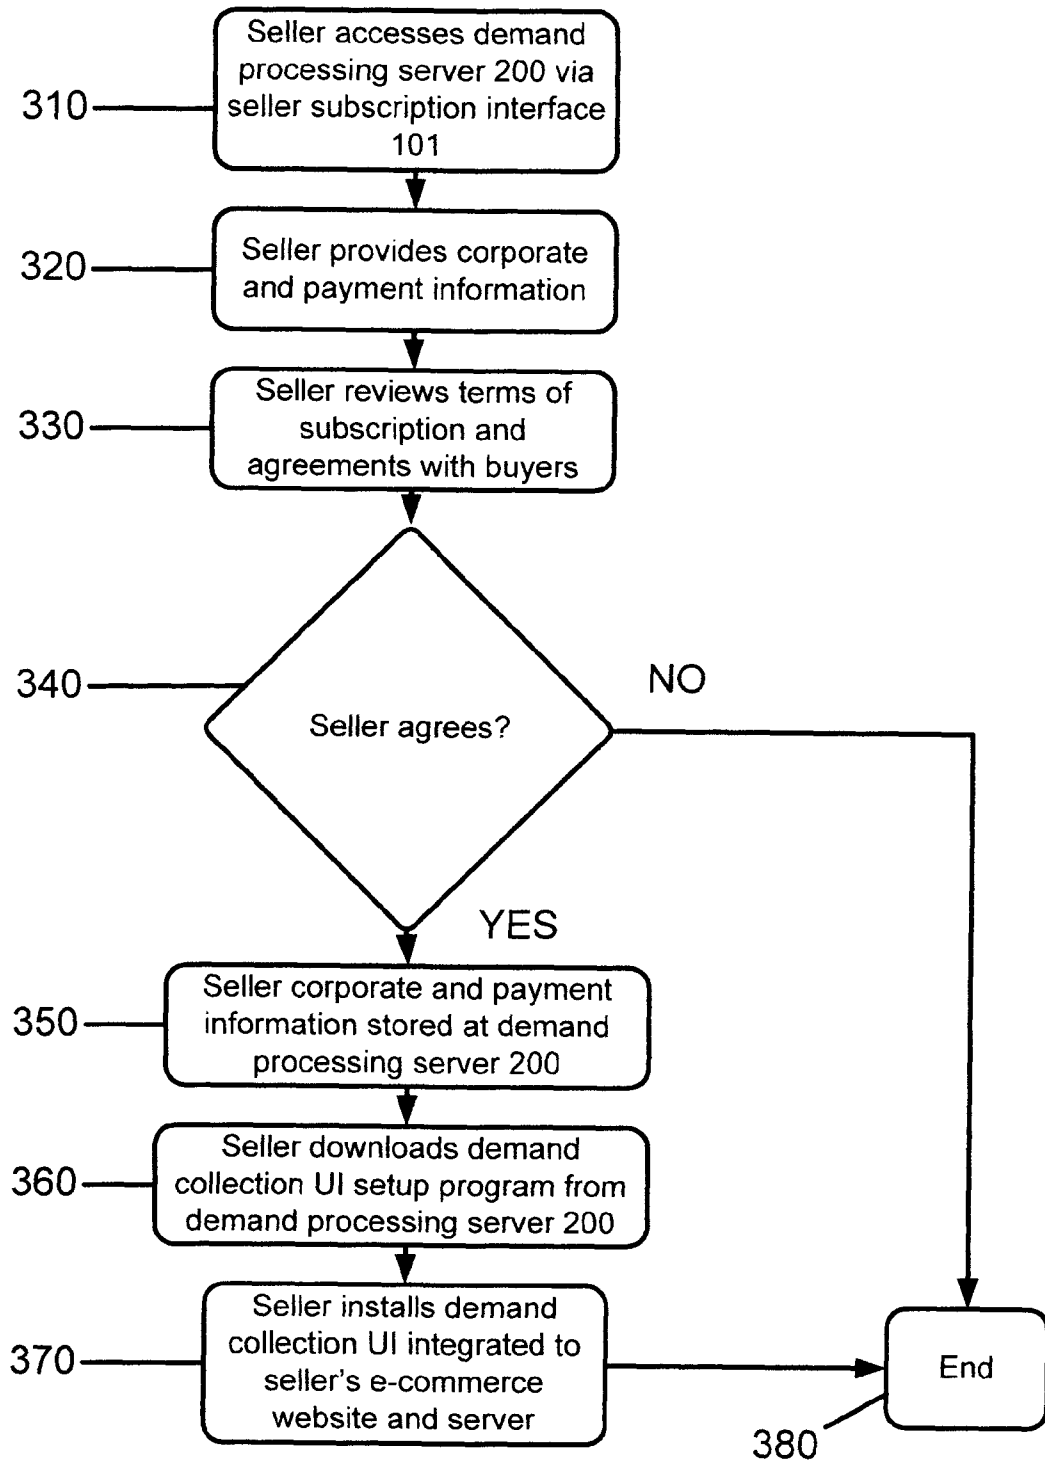 Seller accesses demand
processing server 200 via
seller subscription interface
101
310
Seller provides corporate
and payment information
320
Seller reviews terms of
subscription and
agreements with buyers
330
Seller agrees?
340
NO
YES
Seller corporate and payment
information stored at demand
processing server 200
350
Seller downloads demand
collection UI setup program from
demand processing server 200
360
Seller installs demand
collection UI integrated to
seller's e-commerce
website and server
370
End
380